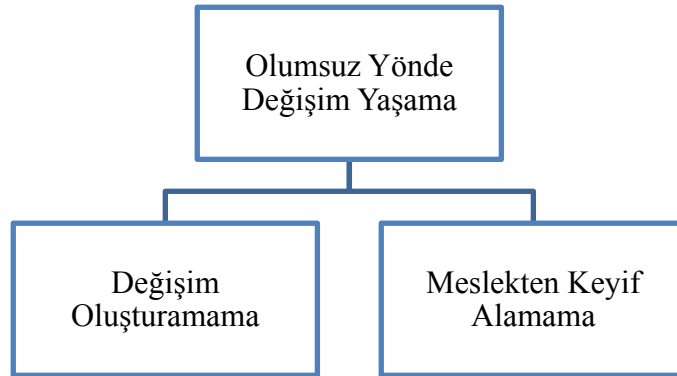 Olumsuz Yönde
Değişim Yaşama
Değişim
Oluşturamama
Meslekten Keyif
Alamama